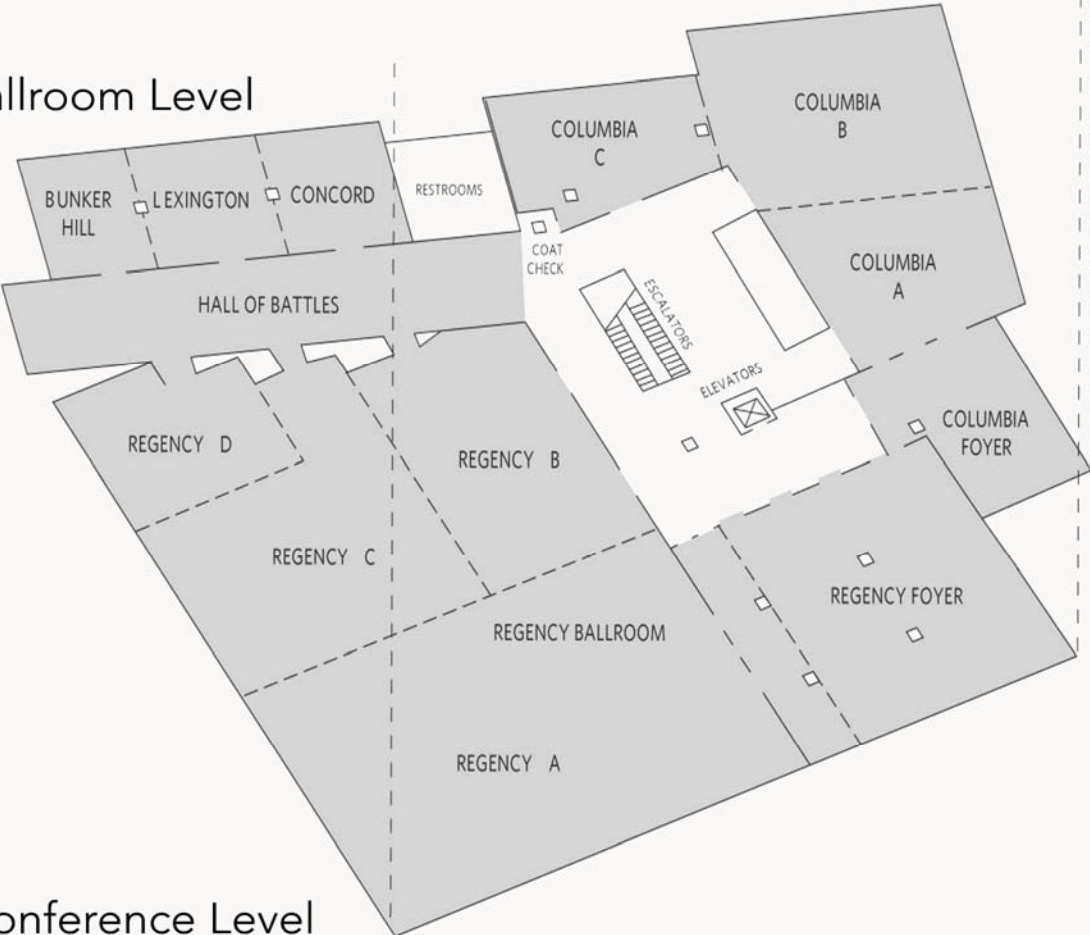 allroom Level
COLUMBIA
B
COLUMBIA
C
BUNKER
HILL
LEXINGTON
CONCORD
RESTROOMS
COAT
CHECK
COLUMBIA
A
HALL OF BATTLES
ESCALATORS
ELEVATORS
COLUMBIA
FOYER
REGENCY D
REGENCY B
REGENCY C
REGENCY FOYER
REGENCY BALLROOM
REGENCY A
onference Level